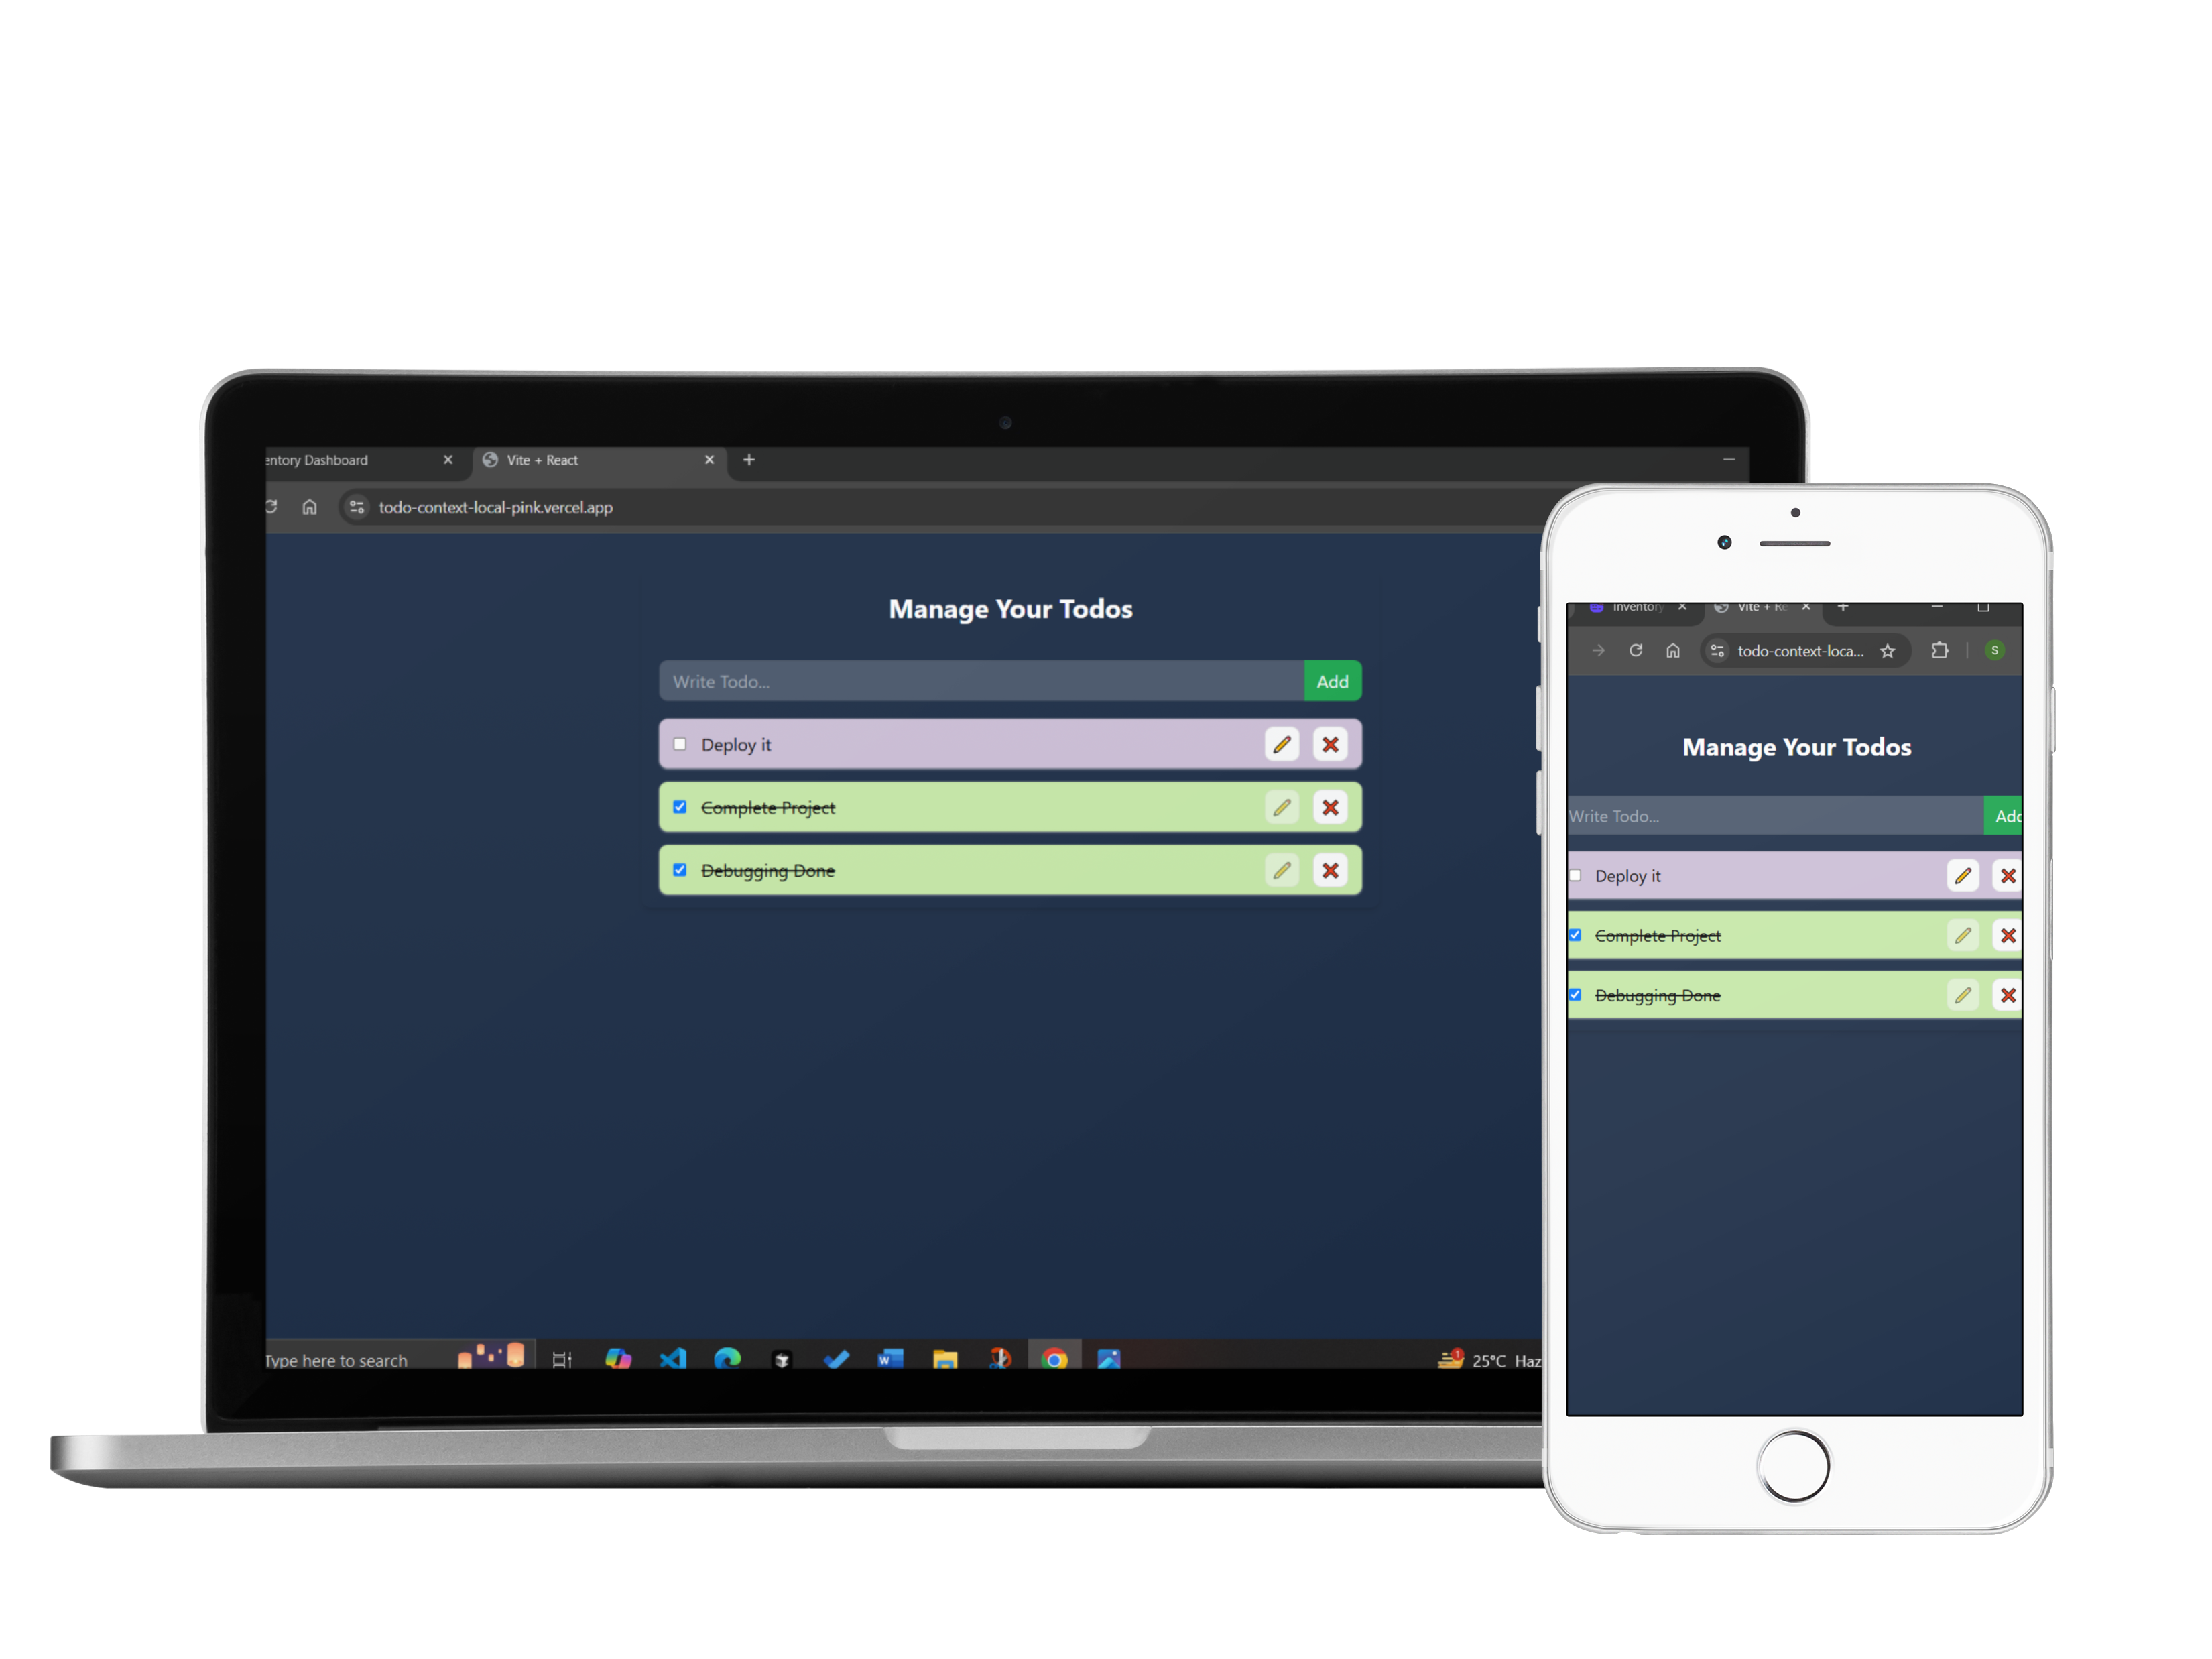 entory Dashboard
Vite + React
todo-context-local-pink.vercel.app
Manage Your Todos
Write Todo...
Add
Deploy it
Complete Project
Debugging Done
Type here to search
W
1
25°C Haz
Inventory
Vite + Re
todo-context-loca...
S
Manage Your Todos
Write Todo...
Add
Deploy it
Complete Project
Debugging Done